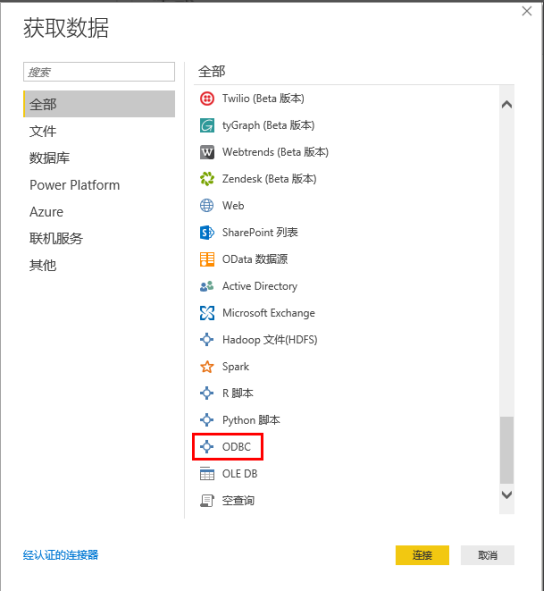 获取数据
搜索
全部
文件
数据库
Power Platform
Azure
联机服务
其他
全部
Twilio (Beta 版本)
tyGraph (Beta 版本)
Webtrends (Beta 版本)
Zendesk (Beta 版本)
Web
SharePoint 列表
OData 数据源
Active Directory
Microsoft Exchange
Hadoop 文件(HDFS)
Spark
R 脚本
Python 脚本
ODBC
OLE DB
空查询
经认证的连接器
连接
取消